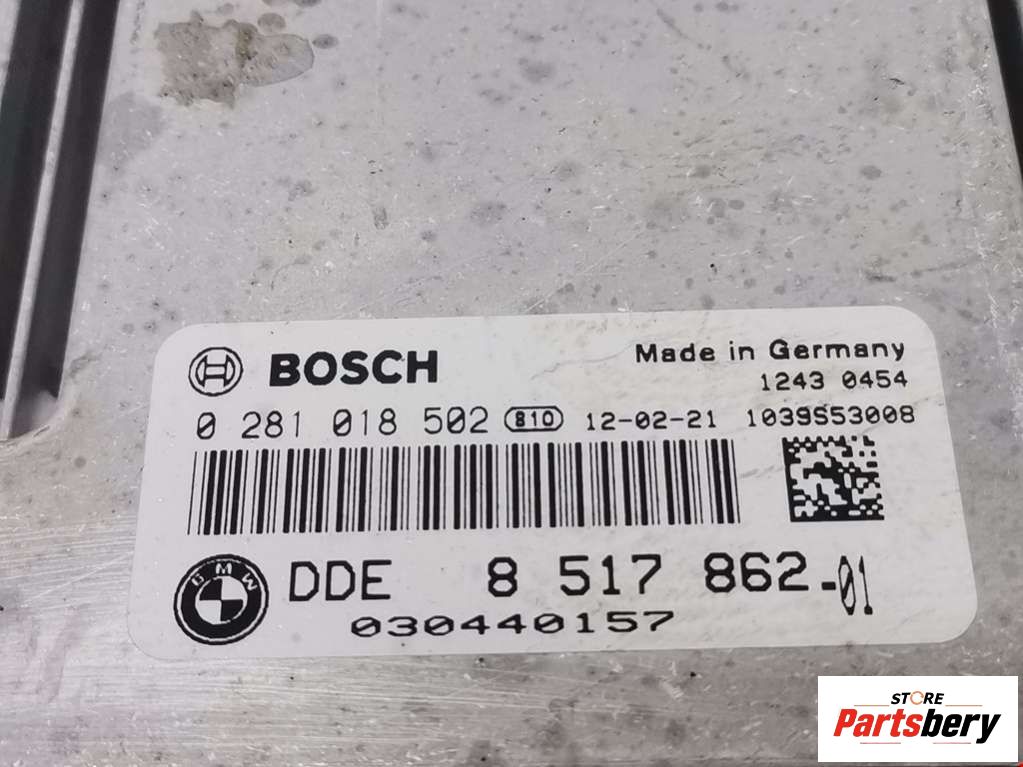 BOSCH
Made in Germany
1243 0454
0 281 018 502 810 12-02-21 1039S53008
BMW
DDE 8 517 862-01
030440157
STORE
Partsbery